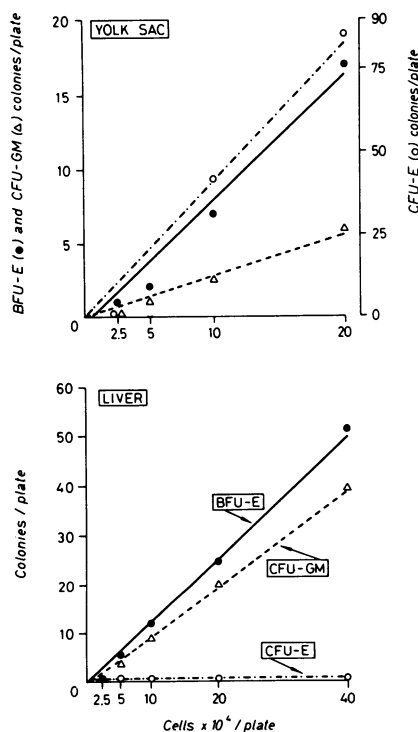 YOLK SAC
BFU-E (●) and CFU-GM (△) colonies/plate
20
15
10
5
0
90
75
50
25
0
CFU-E (○) colonies/plate
2.5 5 10 20
LIVER
Colonies / plate
60
50
40
30
20
10
0
BFU-E
CFU-GM
CFU-E
2.5 5 10 20 40
Cells x 10⁴ / plate